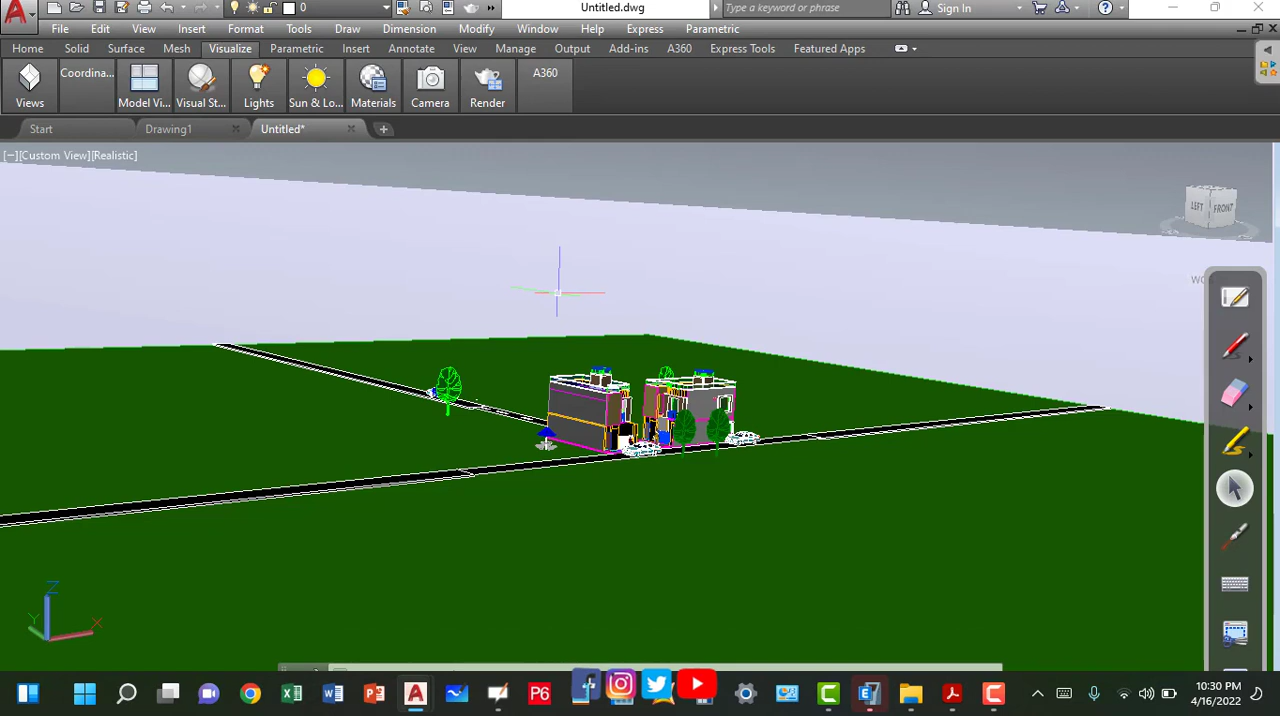 0
Untitled.dwg
Type a keyword or phrase
Sign In
File Edit View Insert Format Tools Draw Dimension Modify Window Help Express Parametric
Home Solid Surface Mesh Visualize Parametric Insert Annotate View Manage Output Add-ins A360 Express Tools Featured Apps
Views
Coordina...
Model Vi...
Visual St...
Lights
Sun & Lo...
Materials
Camera
Render
A360
Start
Drawing1
Untitled*
[−][Custom View][Realistic]
LEFT FRONT
Z
Y
X
P6
10:30 PM
4/16/2022